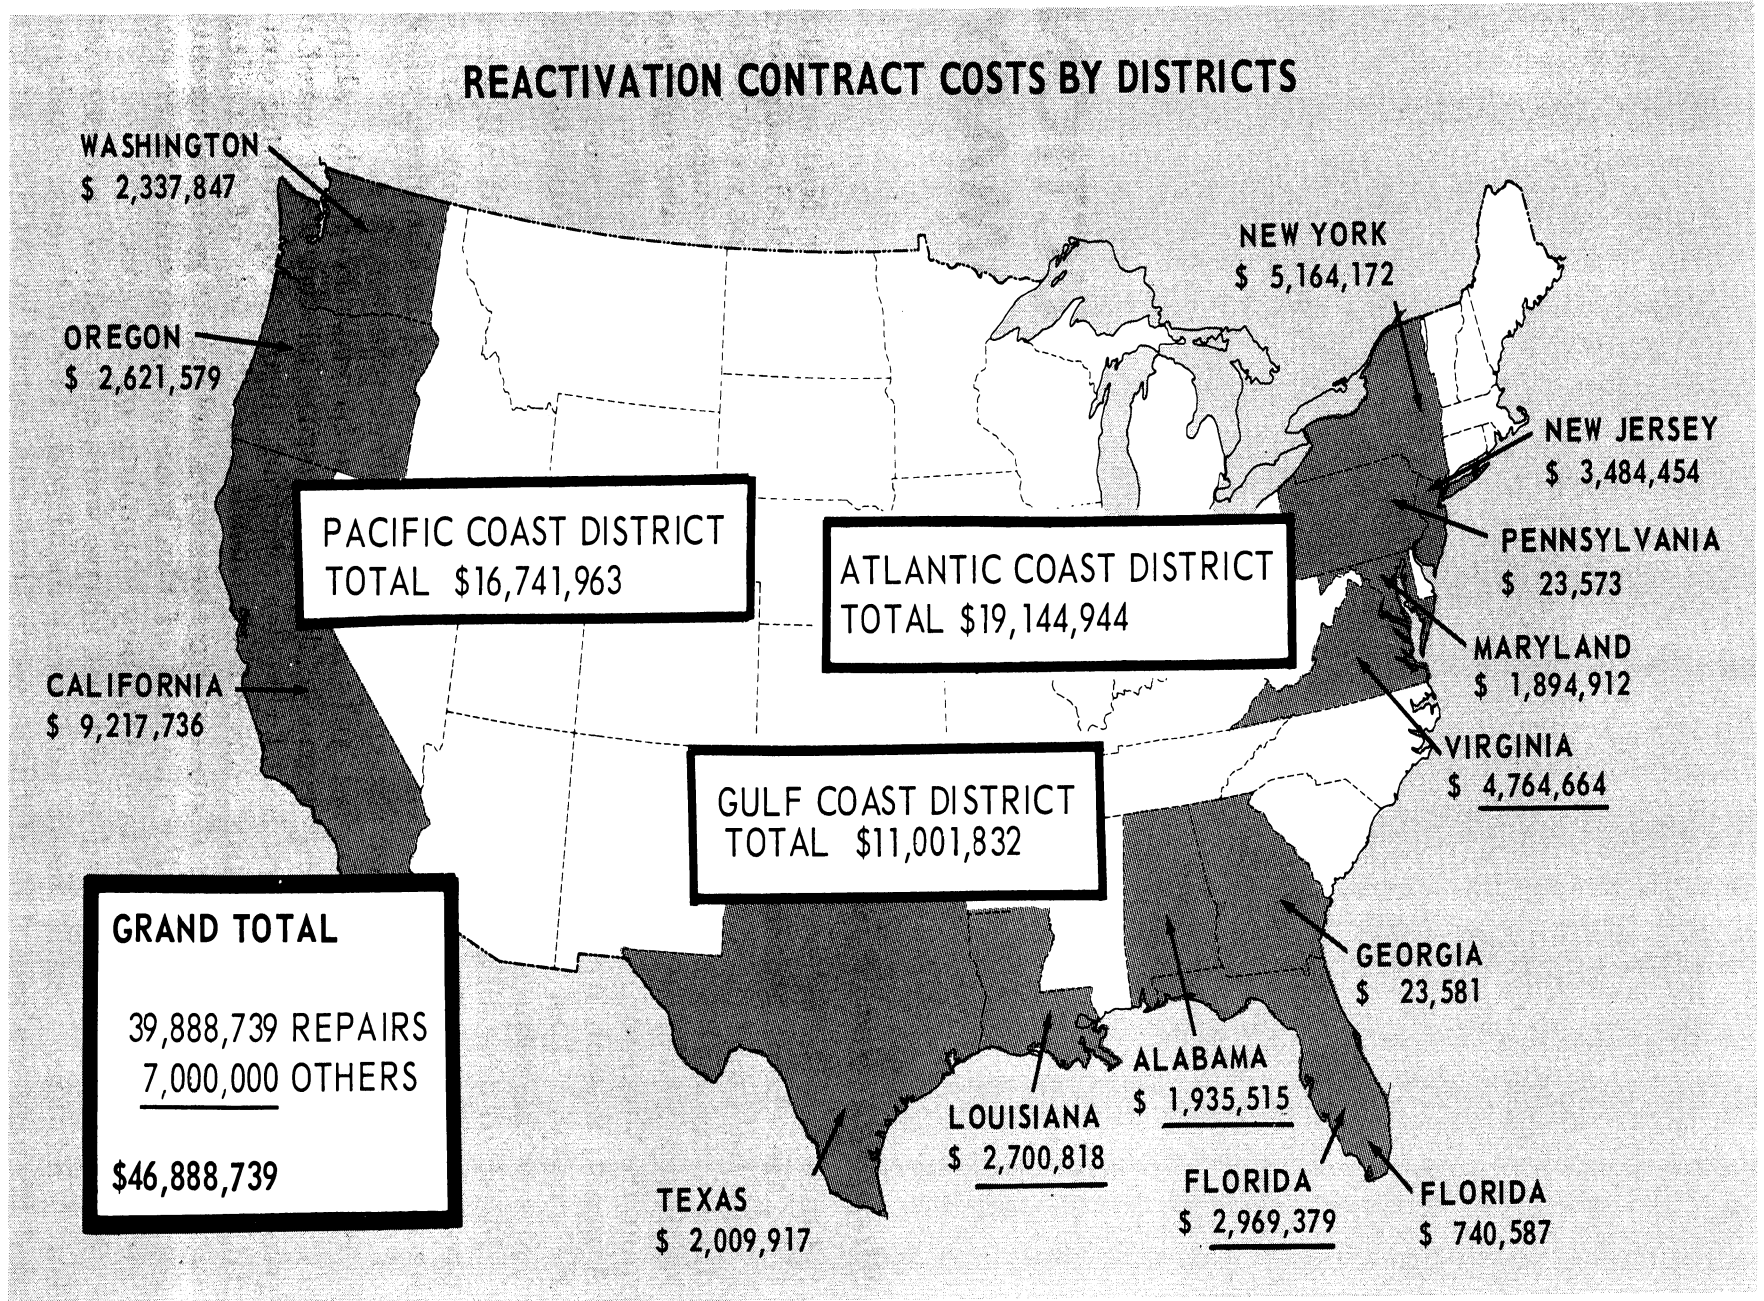 REACTIVATION CONTRACT COSTS BY DISTRICTS
WASHINGTON
$ 2,337,847
OREGON
$ 2,621,579
CALIFORNIA
$ 9,217,736
PACIFIC COAST DISTRICT
TOTAL $16,741,963
ATLANTIC COAST DISTRICT
TOTAL $19,144,944
GULF COAST DISTRICT
TOTAL $11,001,832
NEW YORK
$ 5,164,172
NEW JERSEY
$ 3,484,454
PENNSYLVANIA
$ 23,573
MARYLAND
$ 1,894,912
VIRGINIA
$ 4,764,664
GEORGIA
$ 23,581
ALABAMA
$ 1,935,515
LOUISIANA
$ 2,700,818
TEXAS
$ 2,009,917
FLORIDA
$ 2,969,379
FLORIDA
$ 740,587
GRAND TOTAL
39,888,739 REPAIRS
7,000,000 OTHERS
$46,888,739